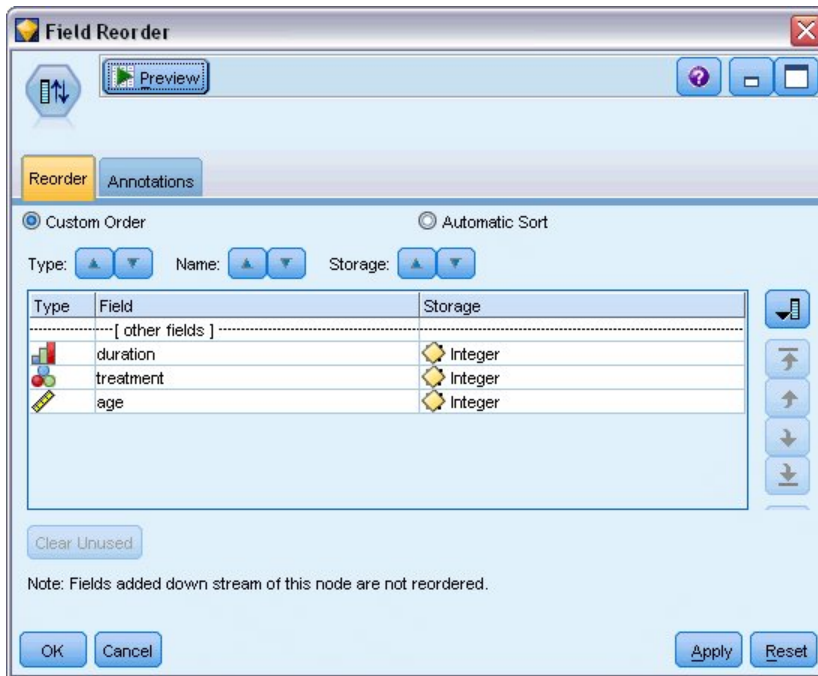 Field Reorder
Preview
Reorder Annotations
Custom Order Automatic Sort
Type: Name: Storage:
Type Field Storage
[ other fields ]
duration Integer
treatment Integer
age Integer
Clear Unused
Note: Fields added down stream of this node are not reordered.
OK Cancel Apply Reset